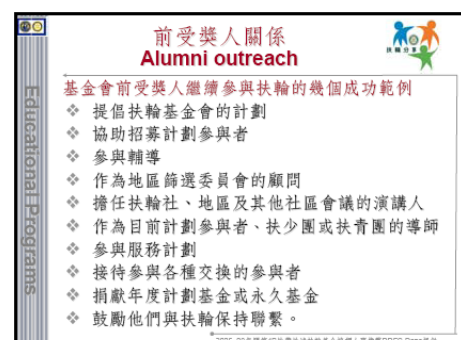 前受獎人關係
Alumni outreach
扶輪分享
Educational Programs
基金會前受獎人繼續參與扶輪的幾個成功範例
提倡扶輪基金會的計劃
協助招募計劃參與者
參與輔導
作為地區篩選委員會的顧問
擔任扶輪社、地區及其他社區會議的演講人
作為目前計劃參與者、扶少團或扶青團的導師
參與服務計劃
接待參與各種交換的參與者
捐獻年度計劃基金或永久基金
鼓勵他們與扶輪保持聯繫。